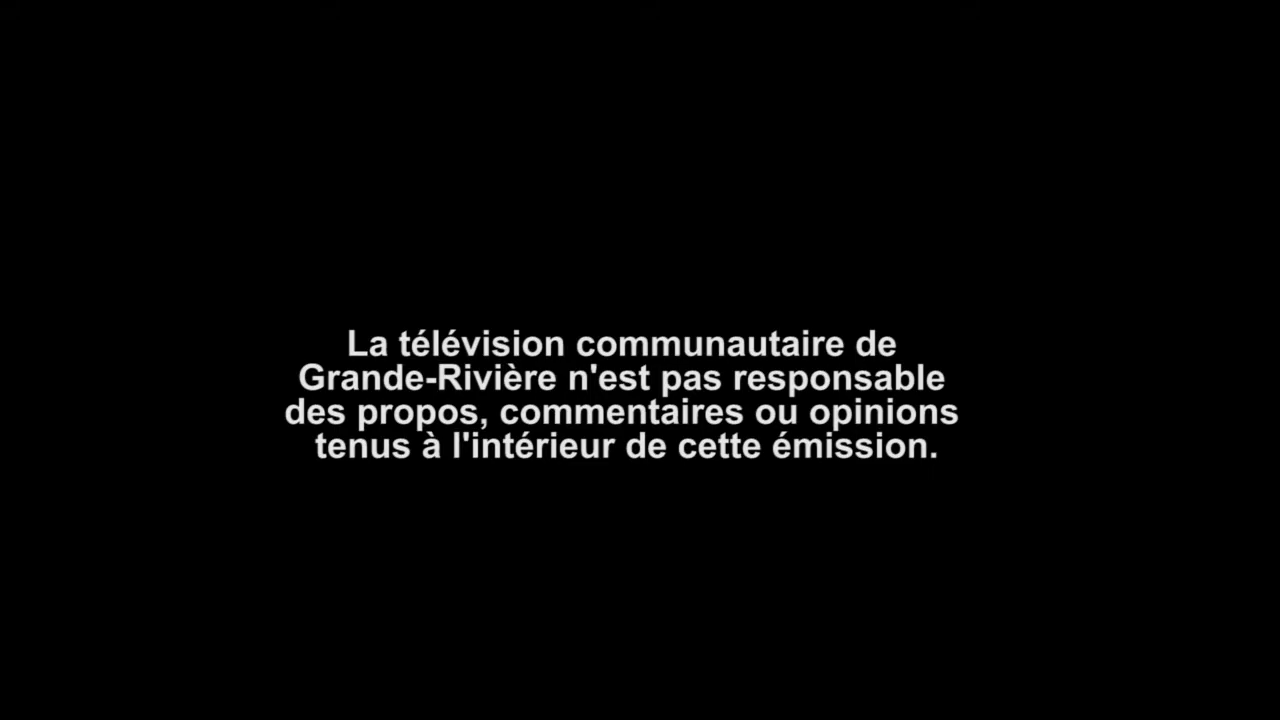 La télévision communautaire de
Grande-Rivière n'est pas responsable
des propos, commentaires ou opinions
tenus à l'intérieur de cette émission.